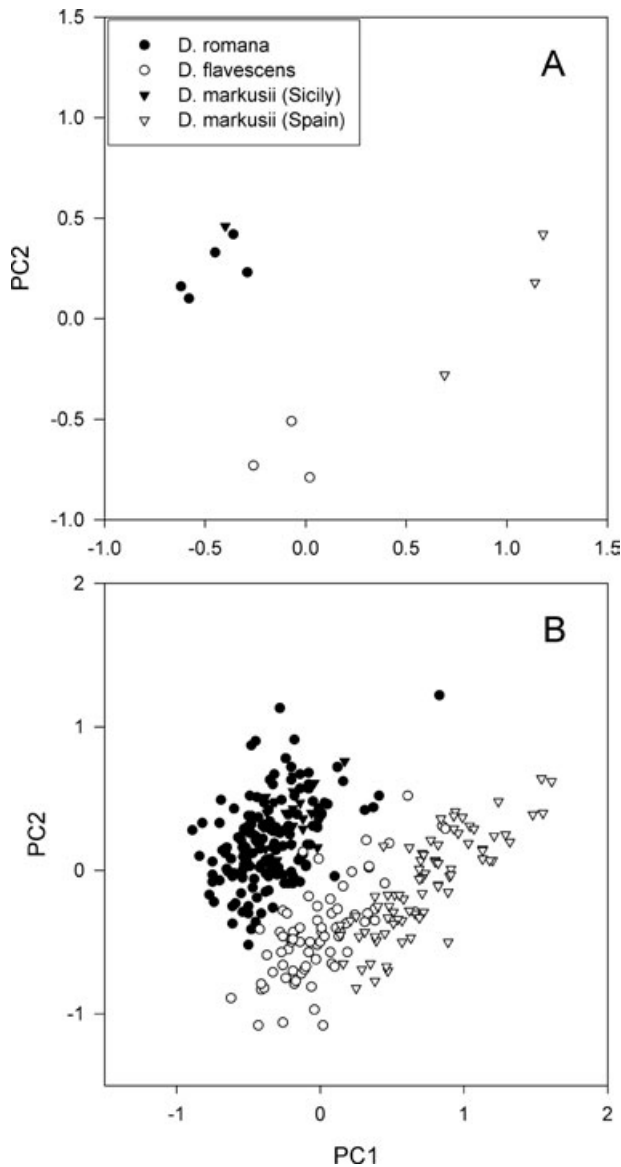 1.5
D. romana
D. flavescens
D. markusii (Sicily)
D. markusii (Spain)
A
1.0
0.5
PC2
0.0
-0.5
-1.0
-1.0 -0.5 0.0 0.5 1.0 1.5
2
B
1
PC2
0
-1
-1 0 1 2
PC1